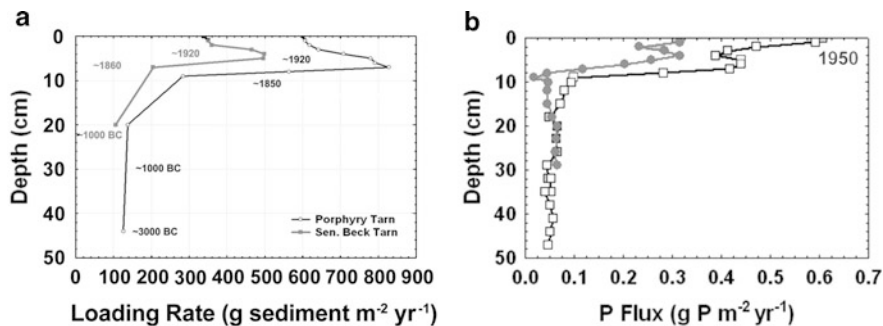 a
b
0
10
20
30
40
50
Depth (cm)
0 100 200 300 400 500 600 700 800 900
Loading Rate (g sediment m-2 yr-1)
~1920
~1860
~1000 BC
~1920
~1850
~1000 BC
~3000 BC
Porphyry Tarn
Sen. Beck Tarn
0
10
20
30
40
50
Depth (cm)
1950
0.0 0.1 0.2 0.3 0.4 0.5 0.6 0.7
P Flux (g P m-2 yr-1)